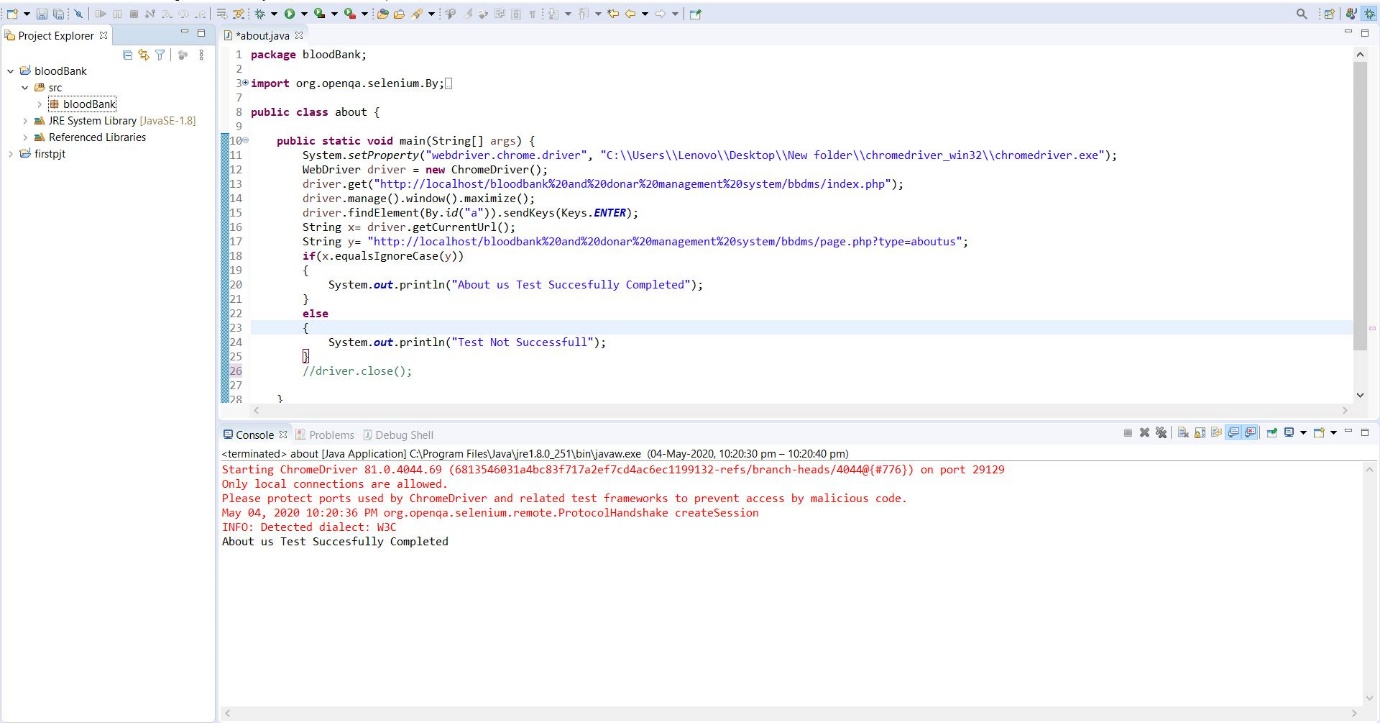 Project Explorer
bloodBank
src
bloodBank
JRE System Library [JavaSE-1.8]
Referenced Libraries
firstpjt
*about.java
1 package bloodBank;
2
3 import org.openqa.selenium.By;
7
8 public class about {
9
10 public static void main(String[] args) {
11 System.setProperty("webdriver.chrome.driver", "C:\\Users\\Lenovo\\Desktop\\New folder\\chromedriver_win32\\chromedriver.exe");
12 WebDriver driver = new ChromeDriver();
13 driver.get("http://localhost/bloodbank%20and%20donar%20management%20system/bbdms/index.php");
14 driver.manage().window().maximize();
15 driver.findElement(By.id("a")).sendKeys(Keys.ENTER);
16 String x= driver.getCurrentUrl();
17 String y= "http://localhost/bloodbank%20and%20donar%20management%20system/bbdms/page.php?type=aboutus";
18 if(x.equalsIgnoreCase(y))
19 {
20 System.out.println("About us Test Succesfully Completed");
21 }
22 else
23 {
24 System.out.println("Test Not Successfull");
25 }
26 //driver.close();
27
28 }
Console Problems Debug Shell
<terminated> about [Java Application] C:\Program Files\Java\jre1.8.0_251\bin\javaw.exe (04-May-2020, 10:20:30 pm – 10:20:40 pm)
Starting ChromeDriver 81.0.4044.69 (6813546031a4bc83f717a2ef7cd4ac6ec1199132-refs/branch-heads/4044@{#776}) on port 29129
Only local connections are allowed.
Please protect ports used by ChromeDriver and related test frameworks to prevent access by malicious code.
May 04, 2020 10:20:36 PM org.openqa.selenium.remote.ProtocolHandshake createSession
INFO: Detected dialect: W3C
About us Test Succesfully Completed